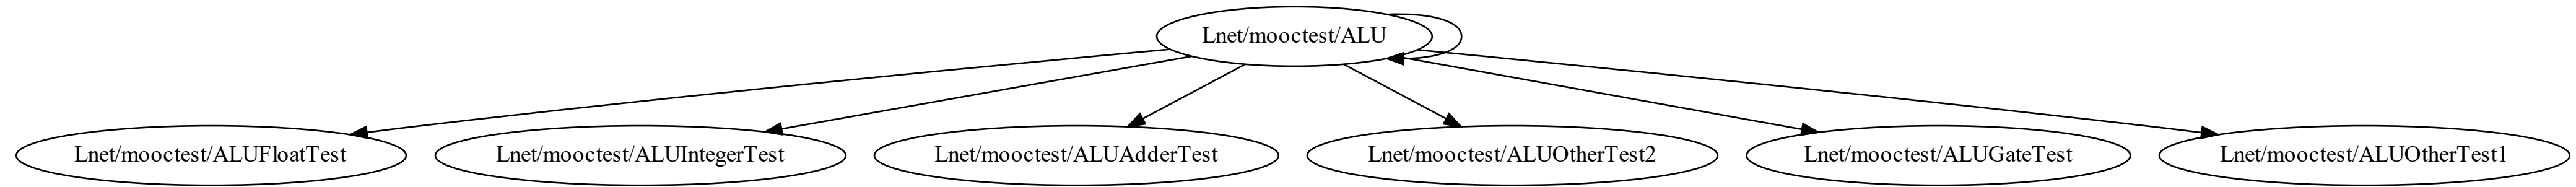 Lnet/mooctest/ALU
Lnet/mooctest/ALUFloatTest
Lnet/mooctest/ALUIntegerTest
Lnet/mooctest/ALUAdderTest
Lnet/mooctest/ALUOtherTest2
Lnet/mooctest/ALUGateTest
Lnet/mooctest/ALUOtherTest1